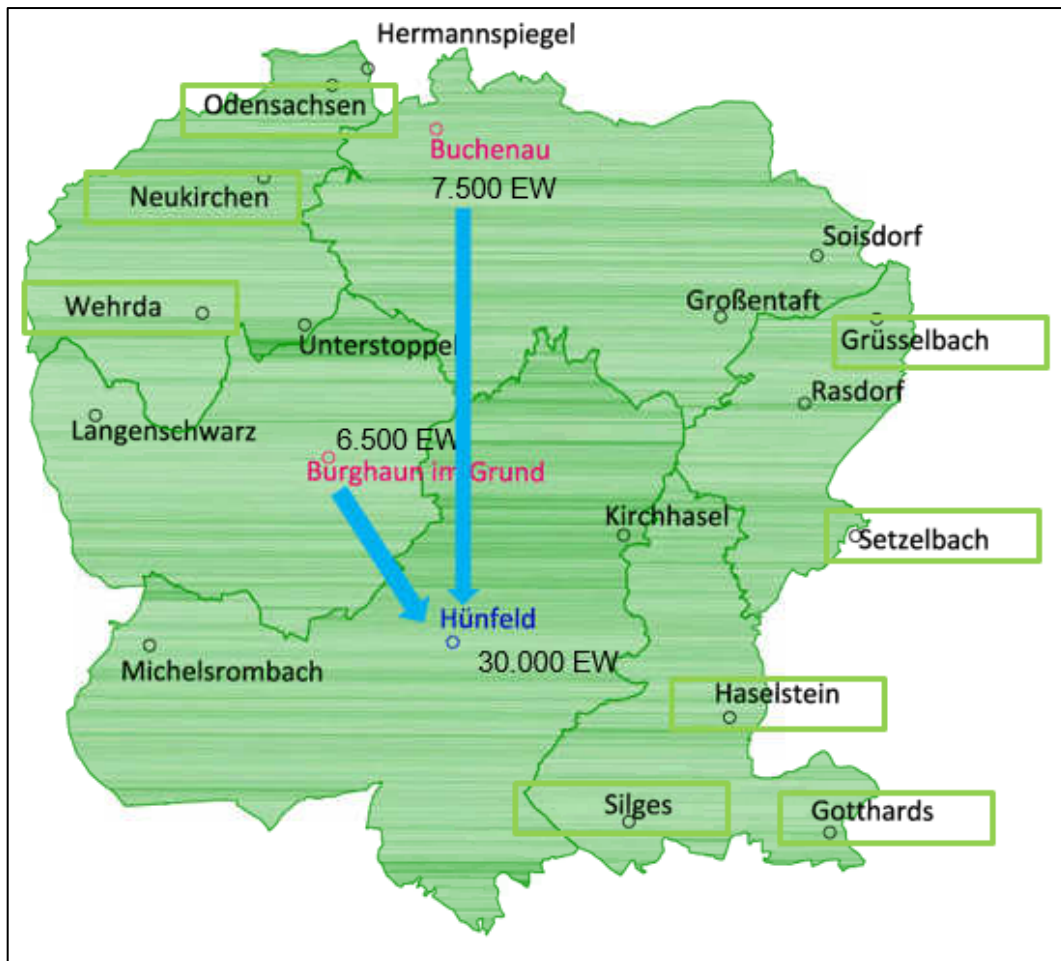 Hermannspiegel
Odensachsen
Buchenau
7.500 EW
Neukirchen
Soisdorf
Großentaft
Wehrda
Unterstoppel
Grüsselbach
Rasdorf
Langenschwarz
6.500 EW
Burghaun im Grund
Kirchhasel
Setzelbach
Hünfeld
30.000 EW
Michelsrombach
Haselstein
Silges
Gotthards